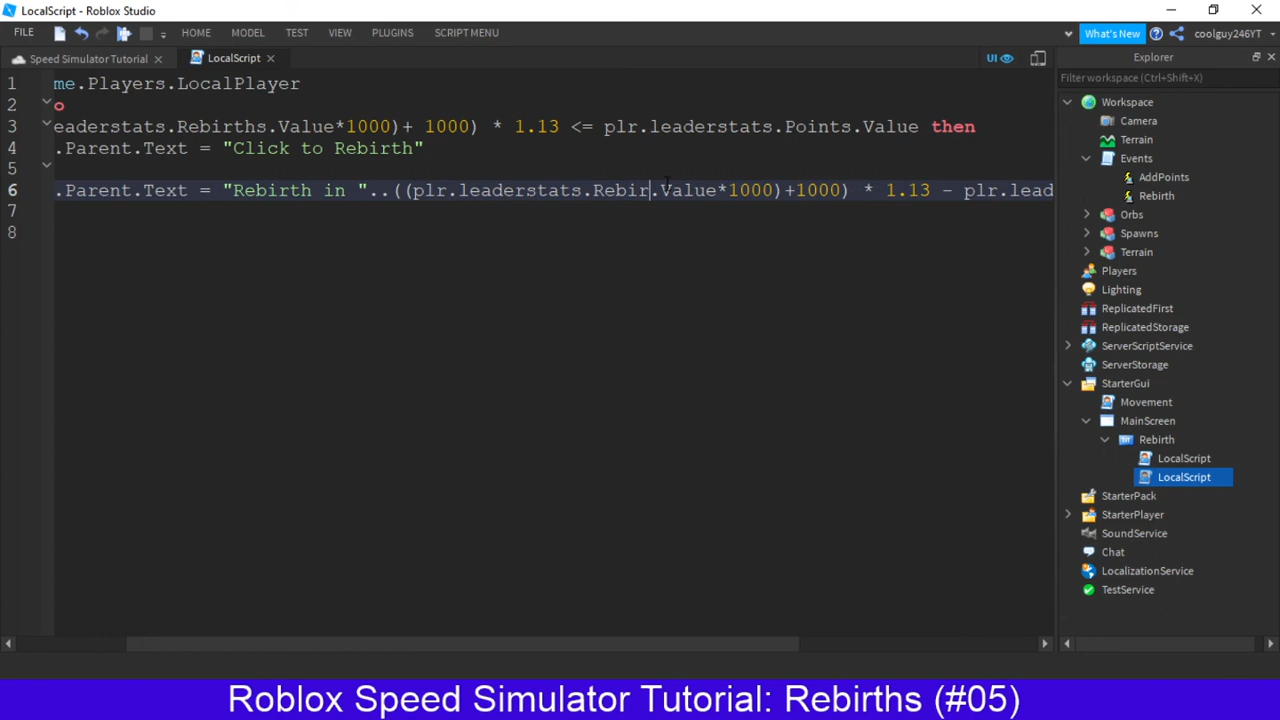 LocalScript - Roblox Studio
FILE HOME MODEL TEST VIEW PLUGINS SCRIPT MENU What's New coolguy246YT
Speed Simulator Tutorial LocalScript UI
1 me.Players.LocalPlayer
2 o
3 eaderstats.Rebirths.Value*1000)+ 1000) * 1.13 <= plr.leaderstats.Points.Value then
4 .Parent.Text = "Click to Rebirth"
5
6 .Parent.Text = "Rebirth in "..((plr.leaderstats.Rebir.Value*1000)+1000) * 1.13 - plr.lead
7
8
Explorer
Filter workspace (Ctrl+Shift+X)
Workspace
Camera
Terrain
Events
AddPoints
Rebirth
Orbs
Spawns
Terrain
Players
Lighting
ReplicatedFirst
ReplicatedStorage
ServerScriptService
ServerStorage
StarterGui
Movement
MainScreen
Rebirth
LocalScript
LocalScript
StarterPack
StarterPlayer
SoundService
Chat
LocalizationService
TestService
Roblox Speed Simulator Tutorial: Rebirths (#05)